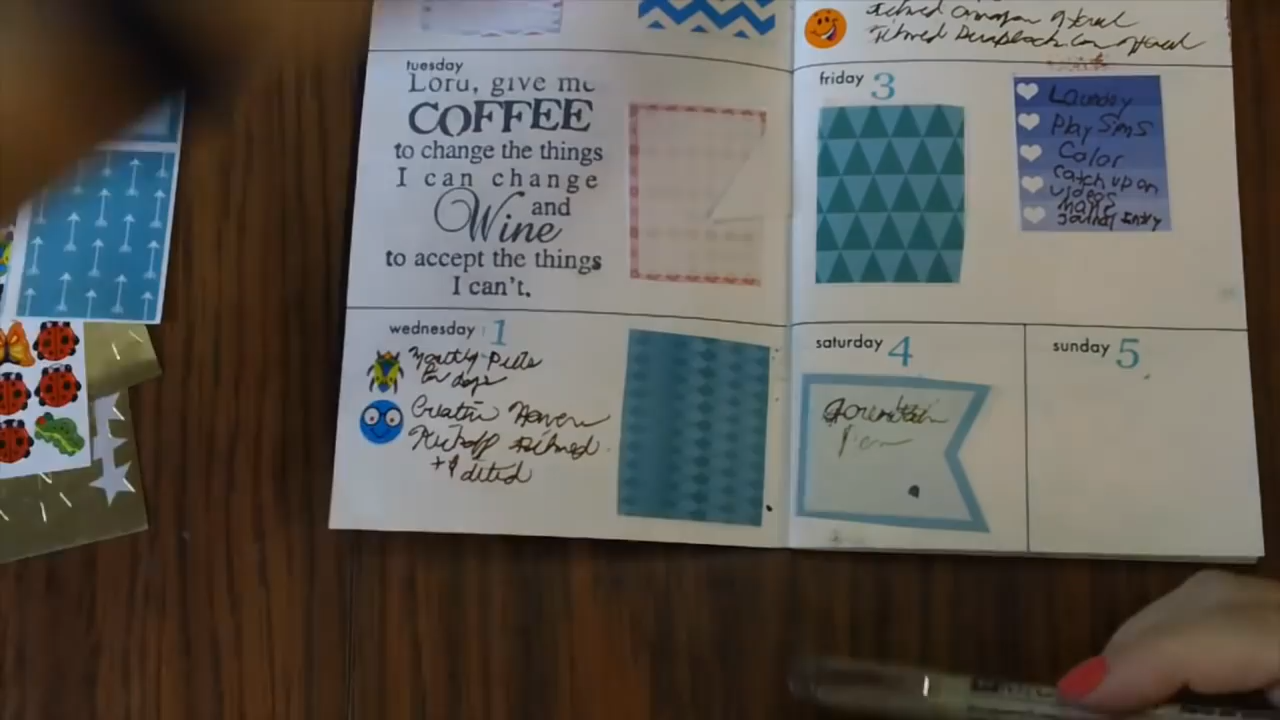 Filmed
Filmed
tuesday
Lord, give me
COFFEE
to change the things
I can change
and
Wine
to accept the things
I can't.
wednesday 1
Monthly Pills
for dogs
Creative Haven
Kickoff Filmed
+ Edited
friday 3
Laundry
Play Sims
Color
catch up on
videos
Journal Entry
saturday 4
sunday 5